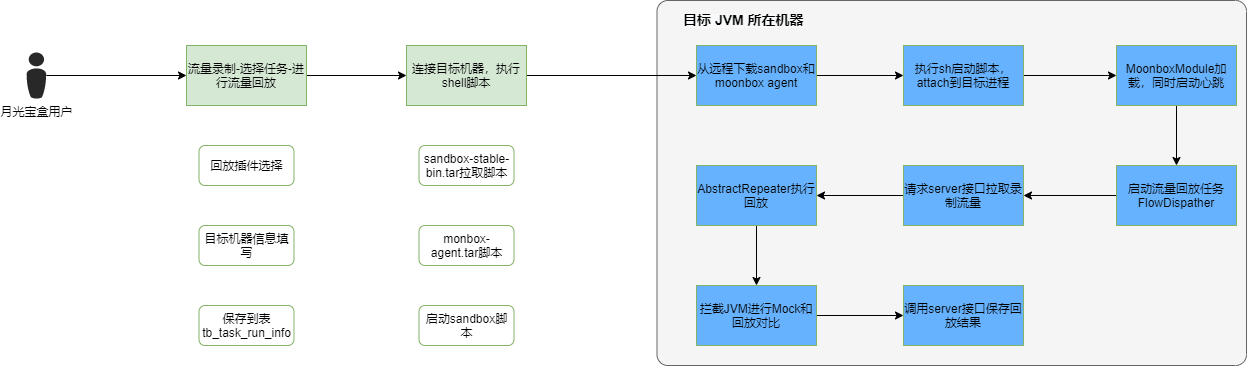 目标 JVM 所在机器
月光宝盒用户
流量录制-选择任务-进
行流量回放
连接目标机器，执行
shell脚本
从远程下载sandbox和
moonbox agent
执行sh启动脚本，
attach到目标进程
MoonboxModule加
载，同时启动心跳
回放插件选择
sandbox-stable-
bin.tar拉取脚本
AbstractRepeater执行
回放
请求server接口拉取录
制流量
启动流量回放任务
FlowDispather
目标机器信息填
写
monbox-
agent.tar脚本
保存到表
tb_task_run_info
启动sandbox脚
本
拦截JVM进行Mock和
回放对比
调用server接口保存回
放结果